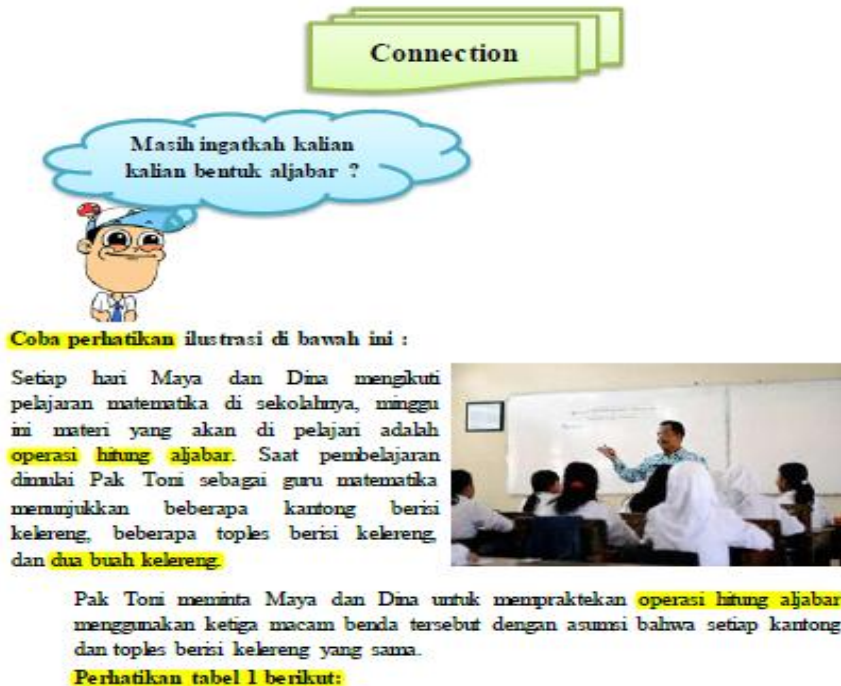 Connection
Masih ingatkah kalian
kalian bentuk aljabar ?
Coba perhatikan ilustrasi di bawah ini :
Setiap hari Maya dan Dina mengikuti
pelajaran matematika di sekolahnya, minggu
ini materi yang akan di pelajari adalah
operasi hitung aljabar. Saat pembelajaran
dimulai Pak Toni sebagai guru matematika
menunjukkan beberapa kantong berisi
kelereng, beberapa toples berisi kelereng,
dan dua buah kelereng.
Pak Toni meminta Maya dan Dina untuk mempraktekan operasi hitung aljabar
menggunakan ketiga macam benda tersebut dengan asumsi bahwa setiap kantong
dan toples berisi kelereng yang sama.
Perhatikan tabel 1 berikut: